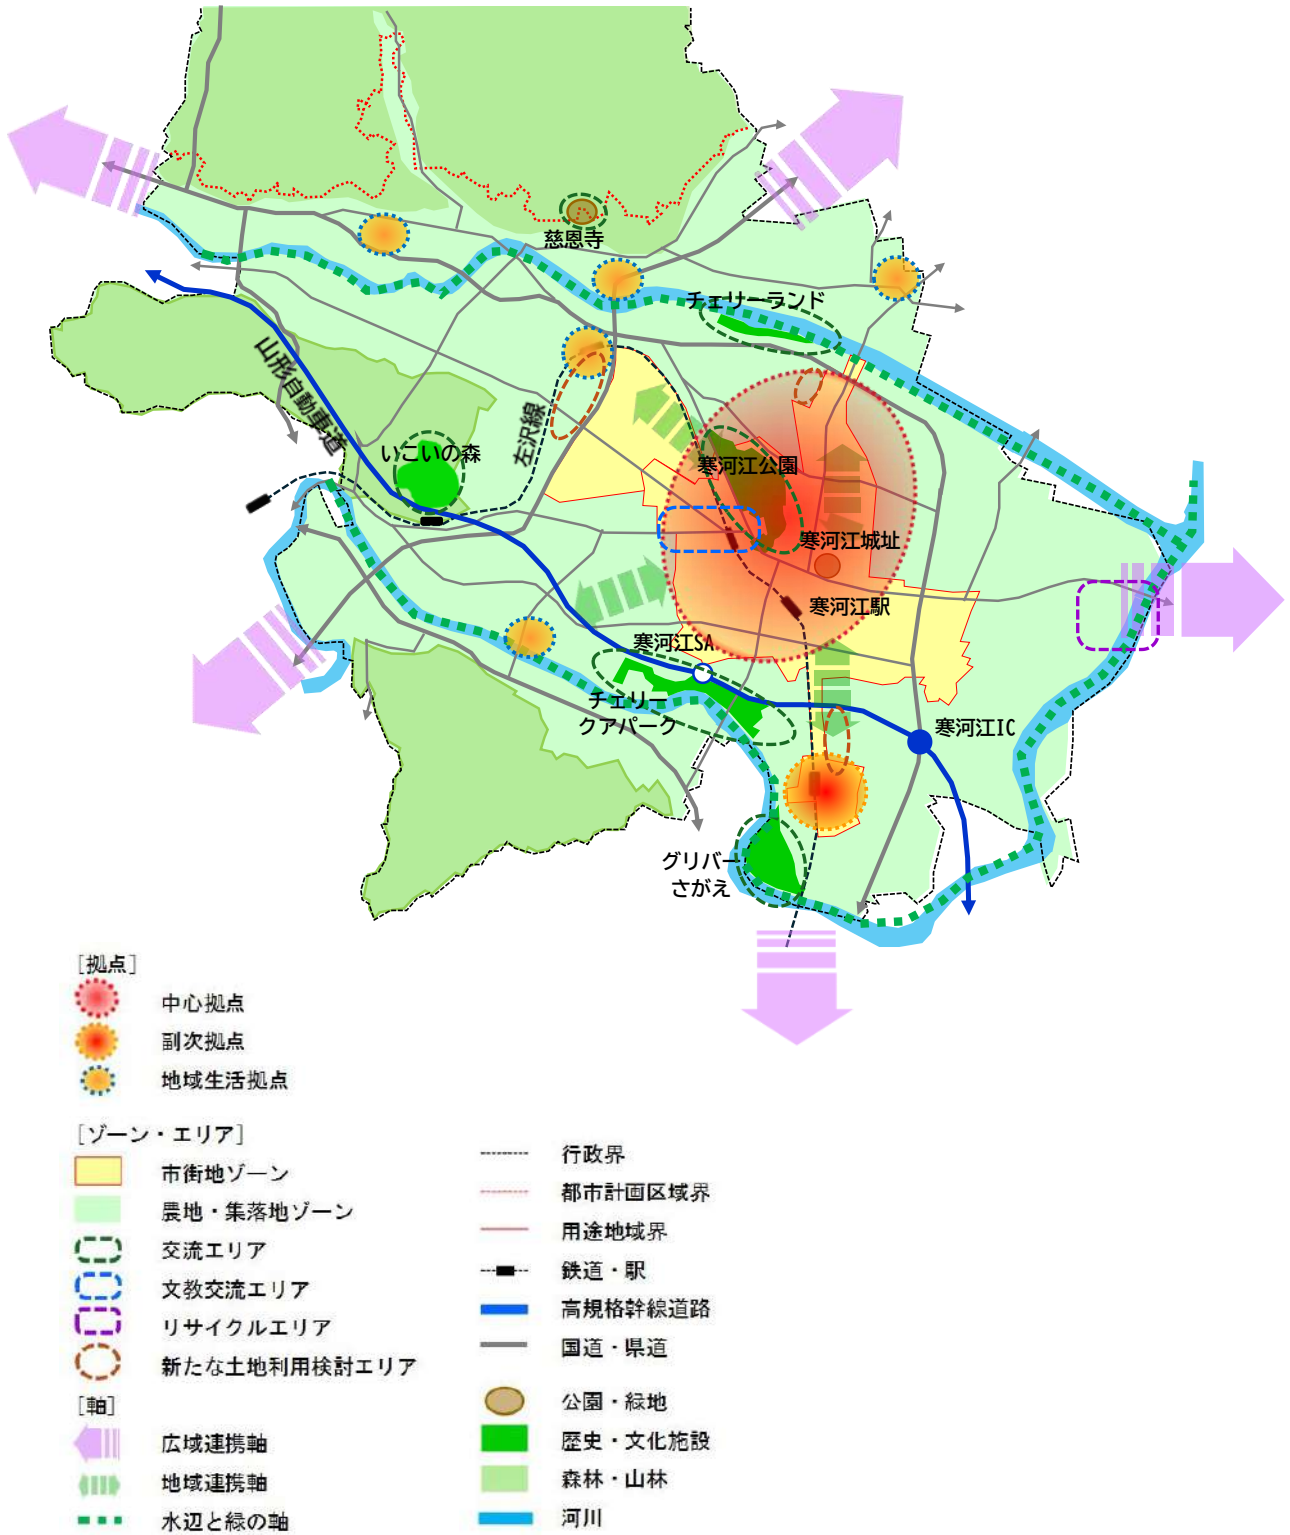 慈恩寺
チェリーランド
山形自動車道
左沢線
いこいの森
寒河江公園
寒河江城址
寒河江駅
寒河江SA
チェリー
クアパーク
寒河江IC
グリバー
さがえ
[拠点]
中心拠点
副次拠点
地域生活拠点
[ゾーン・エリア]
市街地ゾーン
農地・集落地ゾーン
交流エリア
文教交流エリア
リサイクルエリア
新たな土地利用検討エリア
[軸]
広域連携軸
地域連携軸
水辺と緑の軸
行政界
都市計画区域界
用途地域界
鉄道・駅
高規格幹線道路
国道・県道
公園・緑地
歴史・文化施設
森林・山林
河川